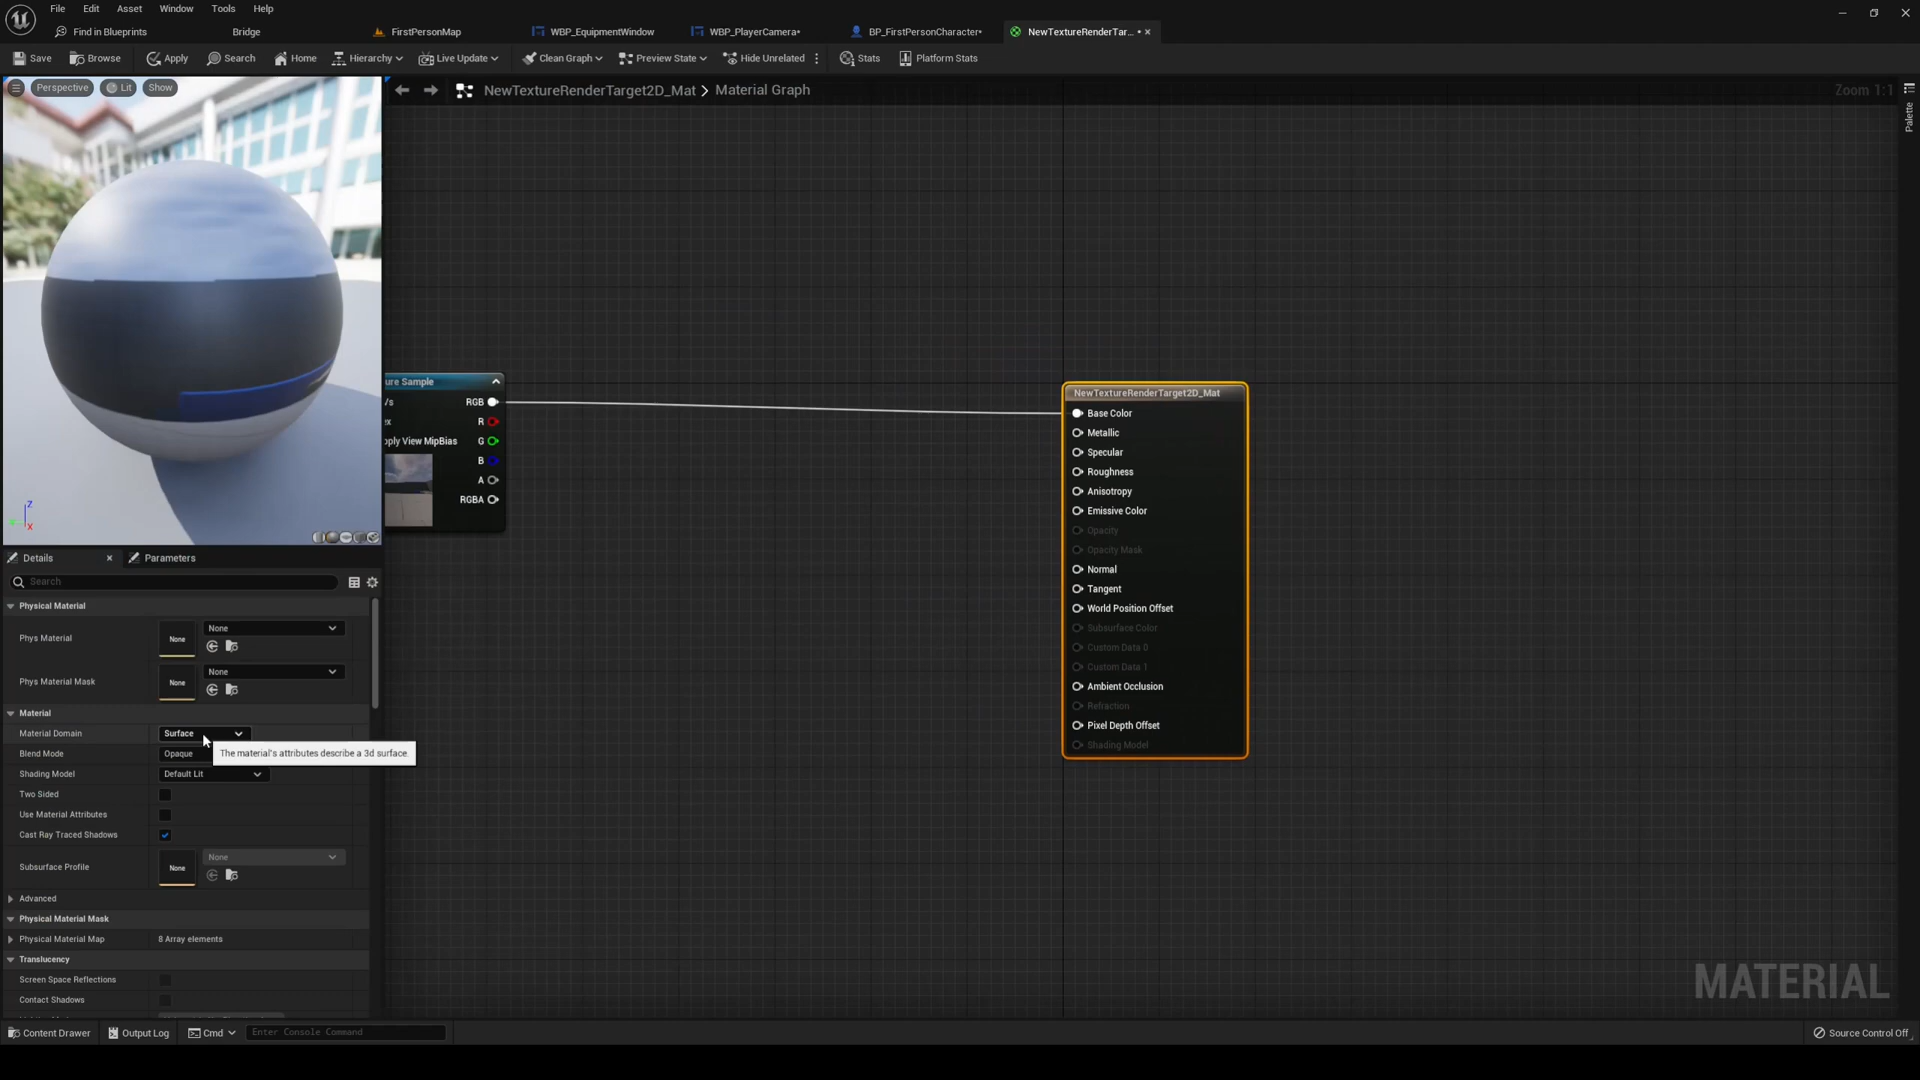 File Edit Asset Window Tools Help
Find in Blueprints Bridge FirstPersonMap WBP_EquipmentWindow WBP_PlayerCamera• BP_FirstPersonCharacter• NewTextureRenderTar... •
Save Browse Apply Search Home Hierarchy Live Update Clean Graph Preview State Hide Unrelated Stats Platform Stats
Perspective Lit Show
NewTextureRenderTarget2D_Mat > Material Graph
Zoom 1:1
Palette
ure Sample
RGB
R
pply View MipBias G
B
A
RGBA
NewTextureRenderTarget2D_Mat
Base Color
Metallic
Specular
Roughness
Anisotropy
Emissive Color
Opacity
Opacity Mask
Normal
Tangent
World Position Offset
Subsurface Color
Custom Data 0
Custom Data 1
Ambient Occlusion
Refraction
Pixel Depth Offset
Shading Model
Z
X
Details Parameters
Search
Physical Material
Phys Material None None
Phys Material Mask None None
Material
Material Domain Surface
Blend Mode Opaque
The material's attributes describe a 3d surface
Shading Model Default Lit
Two Sided
Use Material Attributes
Cast Ray Traced Shadows
Subsurface Profile None None
Advanced
Physical Material Mask
Physical Material Map 8 Array elements
Translucency
Screen Space Reflections
Contact Shadows
MATERIAL
Content Drawer Output Log Cmd Enter Console Command Source Control Off